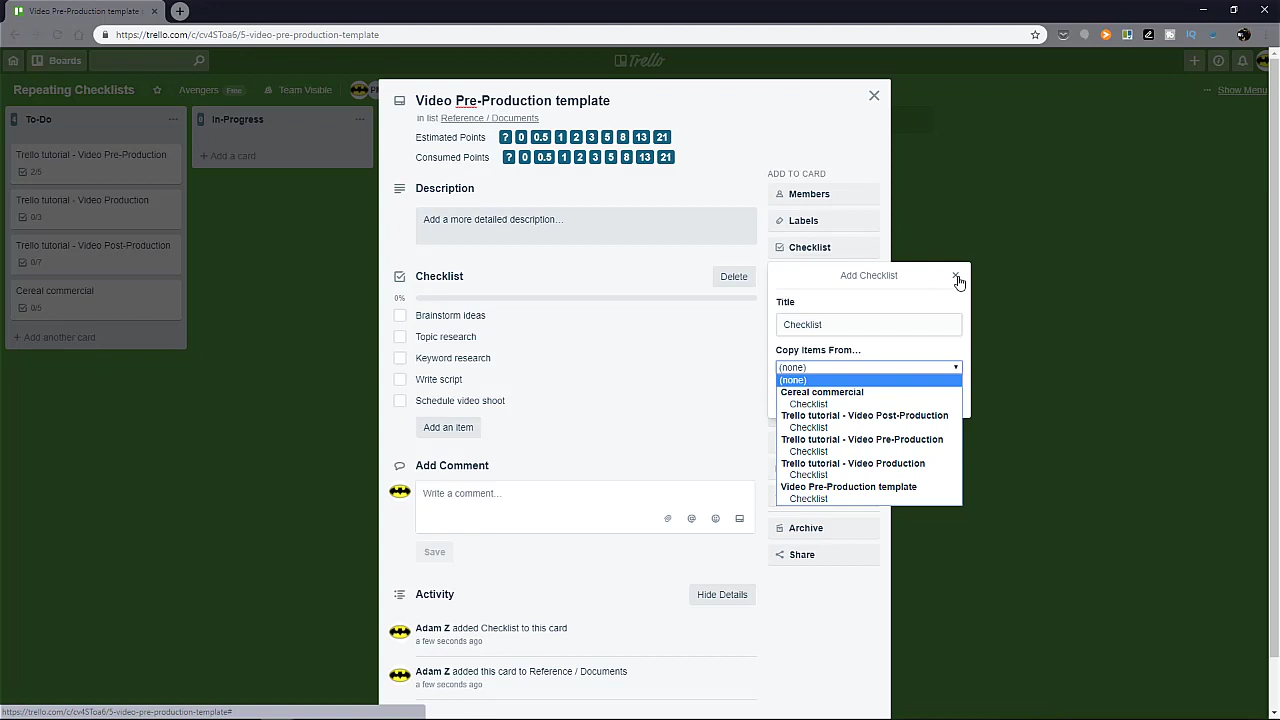 Video Pre-Production template
https://trello.com/c/cv4SToa6/5-video-pre-production-template
Boards
Trello
Repeating Checklists
Avengers Free
Team Visible
Show Menu
To-Do
Trello tutorial - Video Pre-Production
2/5
Trello tutorial - Video Production
0/3
Trello tutorial - Video Post-Production
0/7
Cereal commercial
0/5
+ Add another card
In-Progress
+ Add a card
Video Pre-Production template
in list Reference / Documents
Estimated Points ? 0 0.5 1 2 3 5 8 13 21
Consumed Points ? 0 0.5 1 2 3 5 8 13 21
Description
Add a more detailed description…
Checklist
Delete
0%
Brainstorm ideas
Topic research
Keyword research
Write script
Schedule video shoot
Add an item
Add Comment
Write a comment…
Save
Activity
Hide Details
Adam Z added Checklist to this card
a few seconds ago
Adam Z added this card to Reference / Documents
a few seconds ago
ADD TO CARD
Members
Labels
Checklist
Add Checklist
Title
Checklist
Copy Items From…
(none)
(none)
Cereal commercial
Checklist
Trello tutorial - Video Post-Production
Checklist
Trello tutorial - Video Pre-Production
Checklist
Trello tutorial - Video Production
Checklist
Video Pre-Production template
Checklist
Archive
Share
https://trello.com/c/cv4SToa6/5-video-pre-production-template#